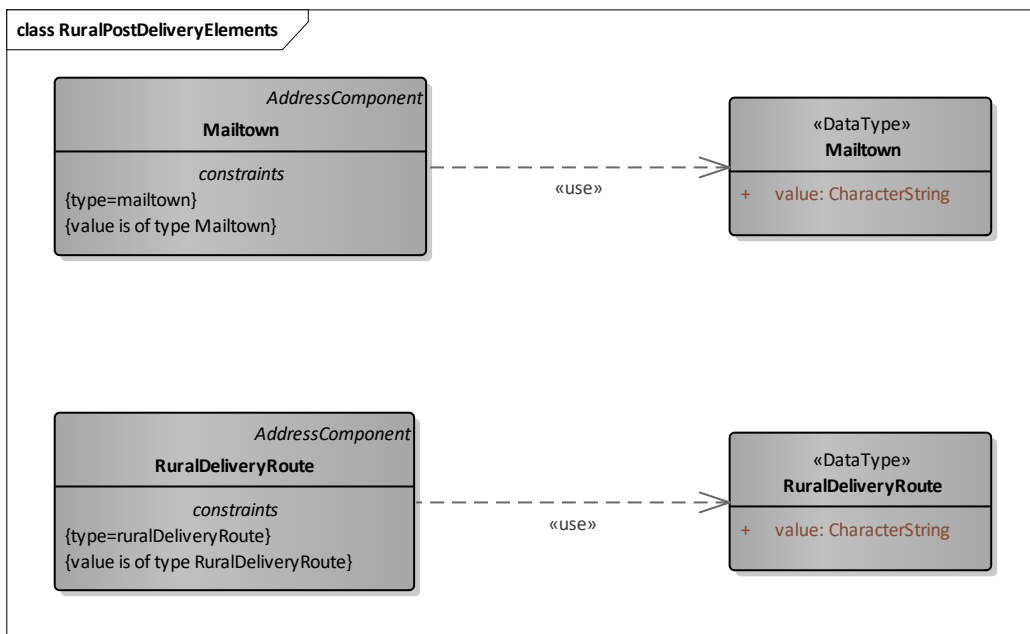 class RuralPostDeliveryElements
AddressComponent
Mailtown
constraints
{type=mailtown}
{value is of type Mailtown}
«use»
«DataType»
Mailtown
+ value: CharacterString
AddressComponent
RuralDeliveryRoute
constraints
{type=ruralDeliveryRoute}
{value is of type RuralDeliveryRoute}
«use»
«DataType»
RuralDeliveryRoute
+ value: CharacterString